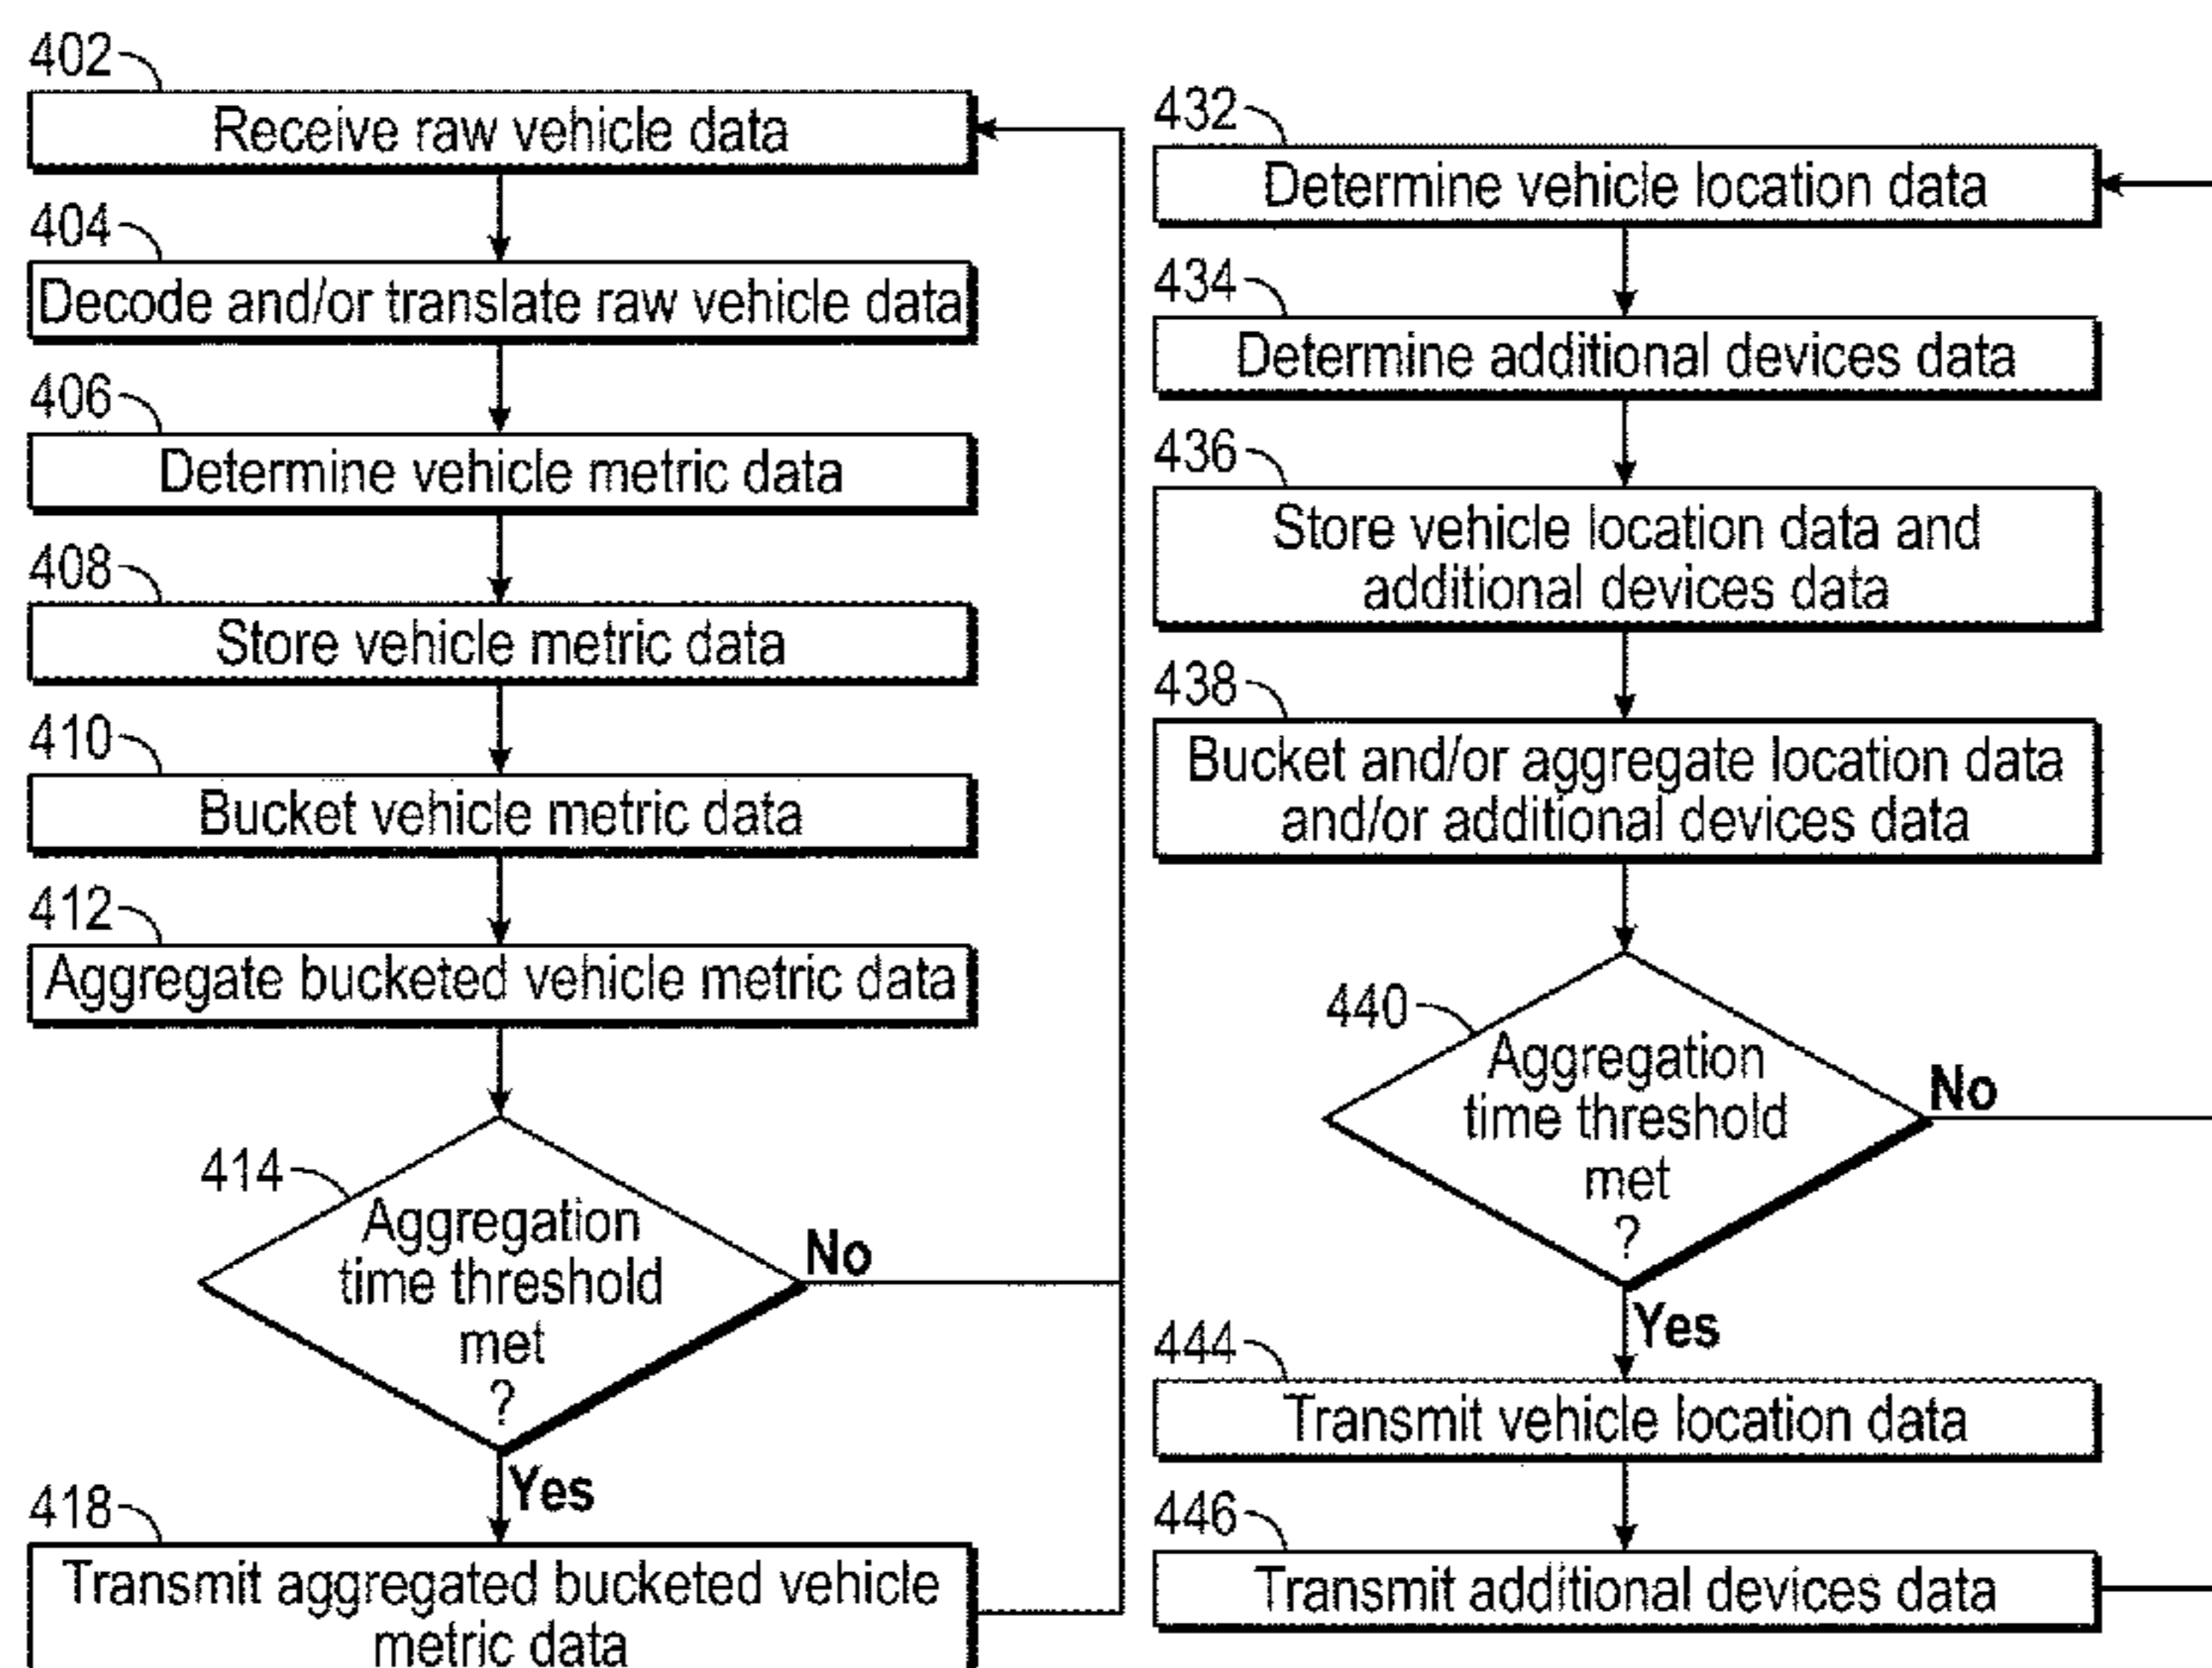 402
Receive raw vehicle data
404
Decode and/or translate raw vehicle data
406
Determine vehicle metric data
408
Store vehicle metric data
410
Bucket vehicle metric data
412
Aggregate bucketed vehicle metric data
414
Aggregation
time threshold
met
?
No
Yes
418
Transmit aggregated bucketed vehicle
metric data
432
Determine vehicle location data
434
Determine additional devices data
436
Store vehicle location data and
additional devices data
438
Bucket and/or aggregate location data
and/or additional devices data
440
Aggregation
time threshold
met
?
No
Yes
444
Transmit vehicle location data
446
Transmit additional devices data